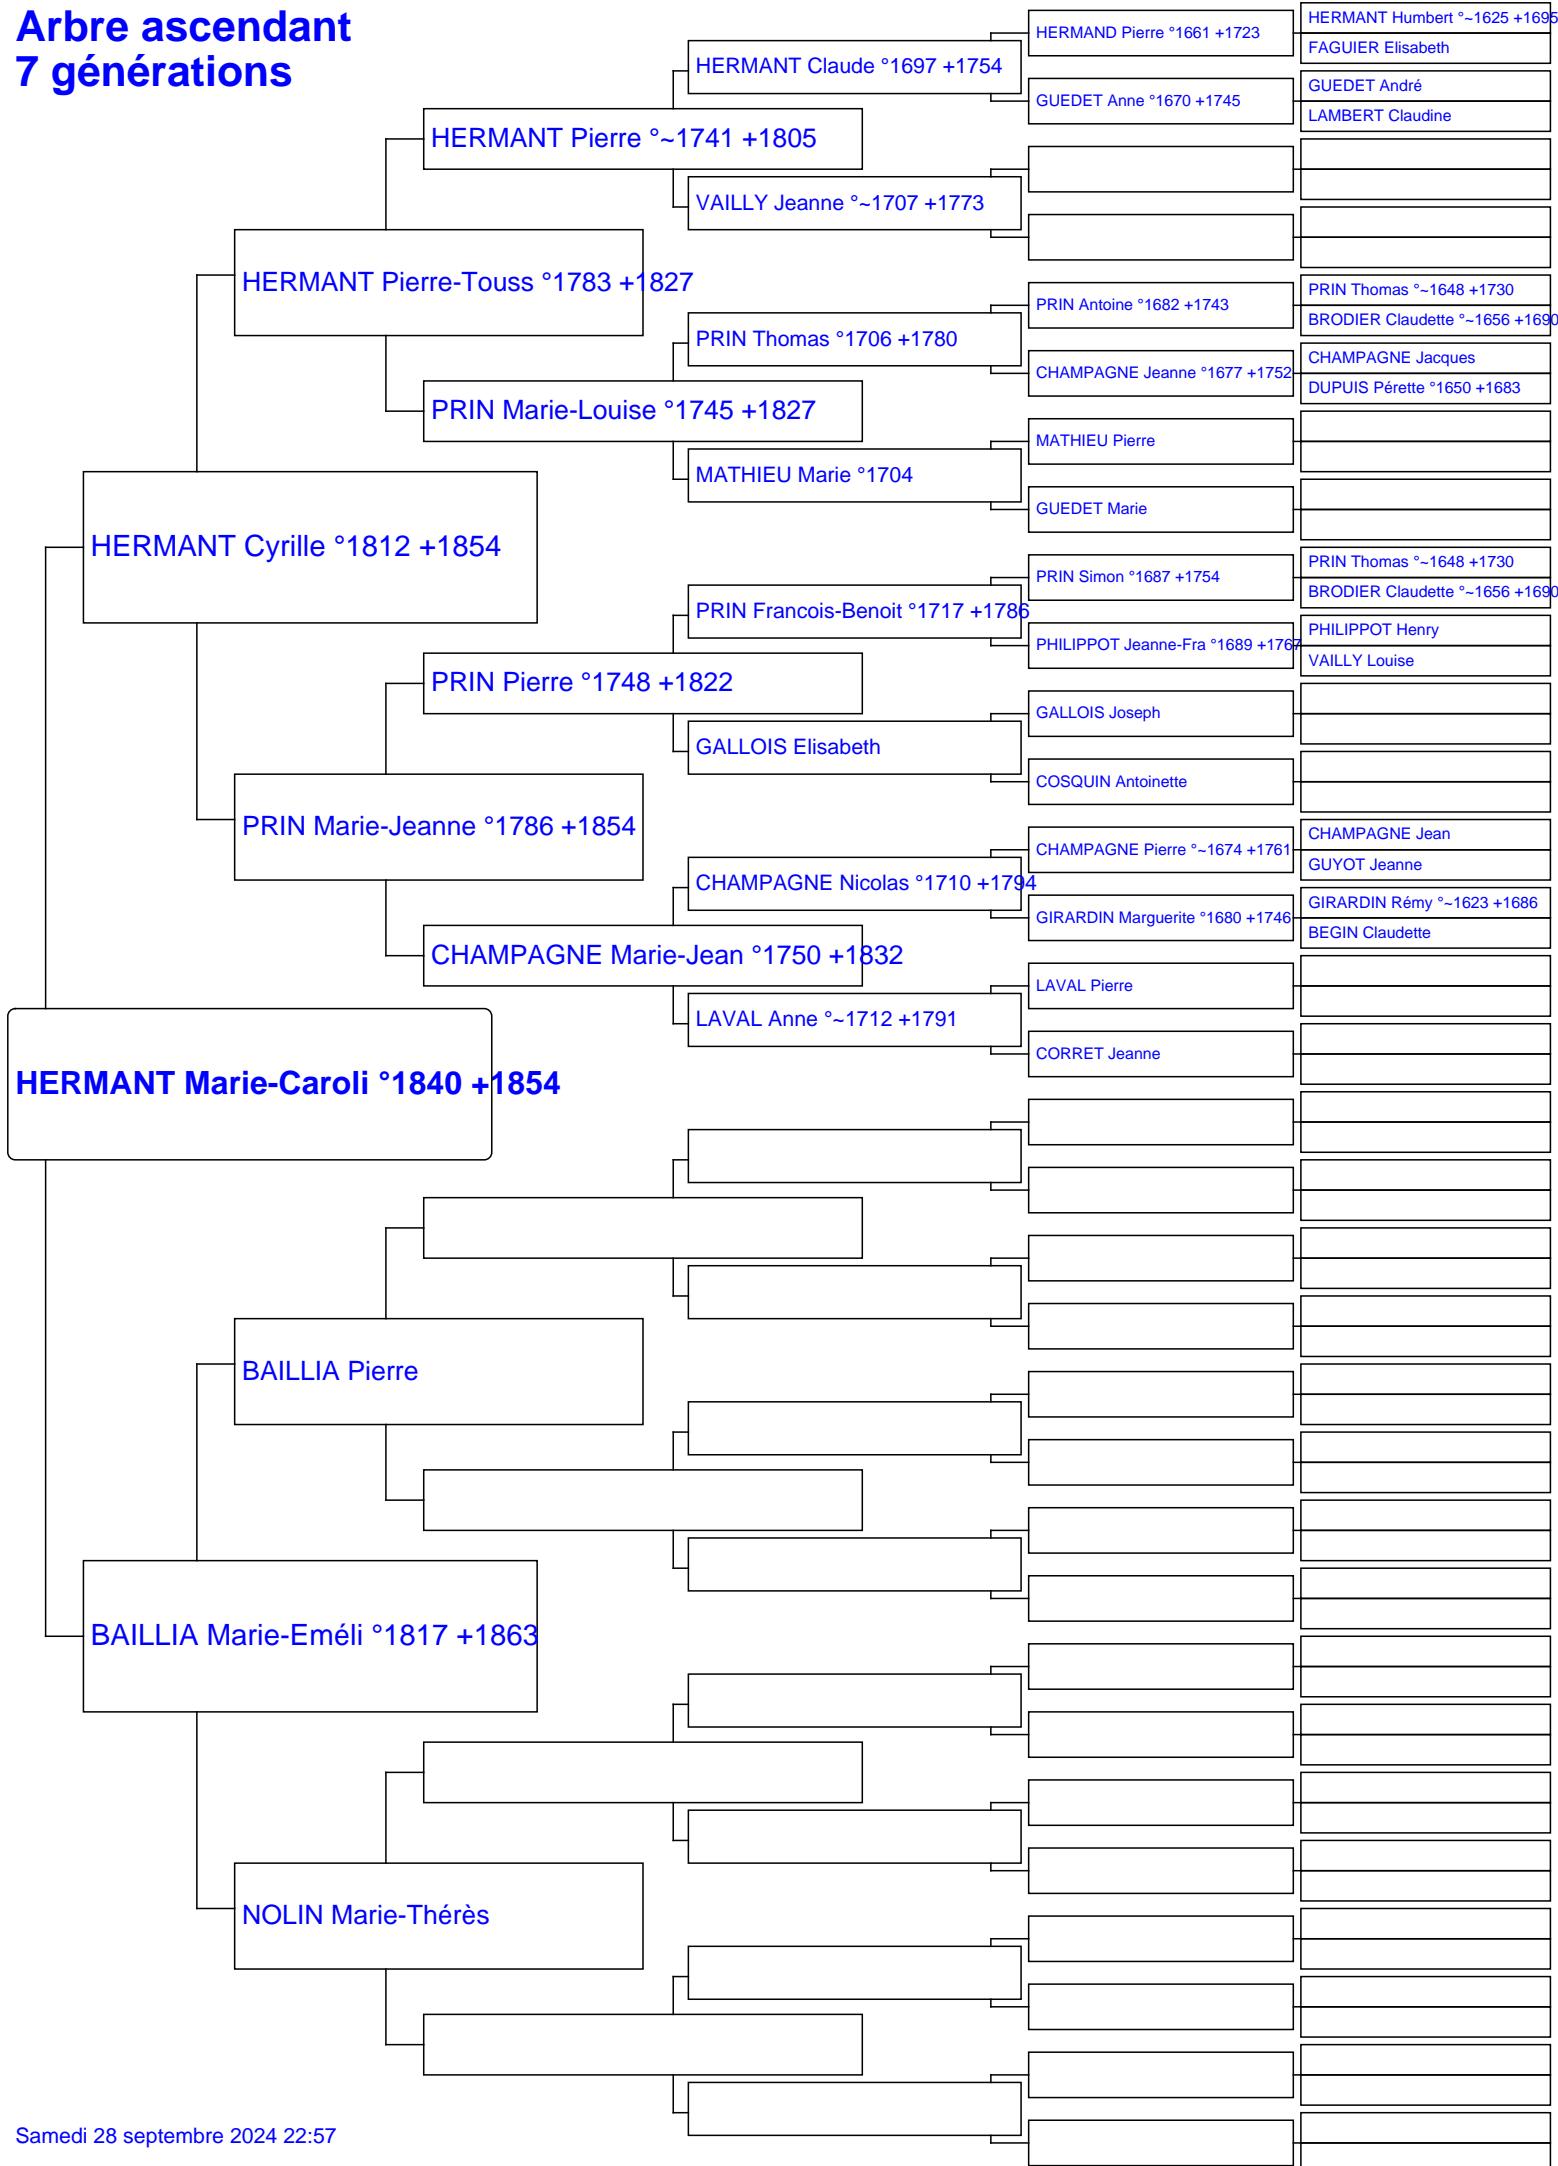 Arbre ascendant
7 générations
HERMANT Marie-Caroli °1840 +1854
HERMANT Cyrille °1812 +1854
BAILLIA Marie-Eméli °1817 +1863
HERMANT Pierre-Touss °1783 +1827
PRIN Marie-Jeanne °1786 +1854
BAILLIA Pierre
NOLIN Marie-Thérès
HERMANT Pierre °~1741 +1805
PRIN Marie-Louise °1745 +1827
PRIN Pierre °1748 +1822
CHAMPAGNE Marie-Jean °1750 +1832
HERMANT Claude °1697 +1754
VAILLY Jeanne °~1707 +1773
PRIN Thomas °1706 +1780
MATHIEU Marie °1704
PRIN Francois-Benoit °1717 +1786
GALLOIS Elisabeth
CHAMPAGNE Nicolas °1710 +1794
LAVAL Anne °~1712 +1791
HERMAND Pierre °1661 +1723
GUEDET Anne °1670 +1745
PRIN Antoine °1682 +1743
CHAMPAGNE Jeanne °1677 +1752
MATHIEU Pierre
GUEDET Marie
PRIN Simon °1687 +1754
PHILIPPOT Jeanne-Fra °1689 +1767
GALLOIS Joseph
COSQUIN Antoinette
CHAMPAGNE Pierre °~1674 +1761
GIRARDIN Marguerite °1680 +1746
LAVAL Pierre
CORRET Jeanne
HERMANT Humbert °~1625 +1695
FAGUIER Elisabeth
GUEDET André
LAMBERT Claudine
PRIN Thomas °~1648 +1730
BRODIER Claudette °~1656 +1690
CHAMPAGNE Jacques
DUPUIS Pérette °1650 +1683
PRIN Thomas °~1648 +1730
BRODIER Claudette °~1656 +1690
PHILIPPOT Henry
VAILLY Louise
CHAMPAGNE Jean
GUYOT Jeanne
GIRARDIN Rémy °~1623 +1686
BEGIN Claudette
Samedi 28 septembre 2024 22:57